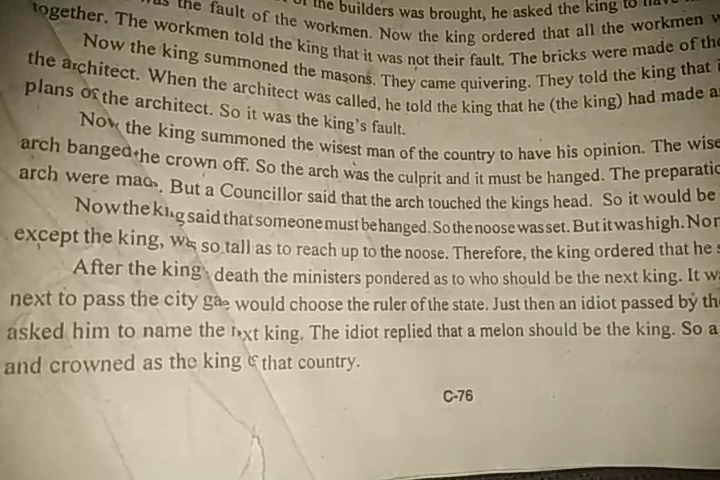 the fault of the workmen. Now the king ordered that all the workmen
the builders was brought, he asked the king to
together. The workmen told the king that it was not their fault. The bricks were made of the
Now the king summoned the masons. They came quivering. They told the king that
the architect. When the architect was called, he told the king that he (the king) had made a
plans of the architect. So it was the king's fault.
Now the king summoned the wisest man of the country to have his opinion. The wise
arch banged the crown off. So the arch was the culprit and it must be hanged. The
arch were But a Councillor said that the arch touched the kings head. So it would be
Now the king said that someone must be hanged. So the noose was set. But it was high.
except the king, so tall as to reach up to the noose. Therefore, the king ordered that he
After the king death the ministers pondered as to who should be the next king. It
next to pass the city would choose the ruler of the state. Just then an idiot passed by
asked him to name the king. The idiot replied that a melon should be the king. So a
and crowned as the king that country.
C-76